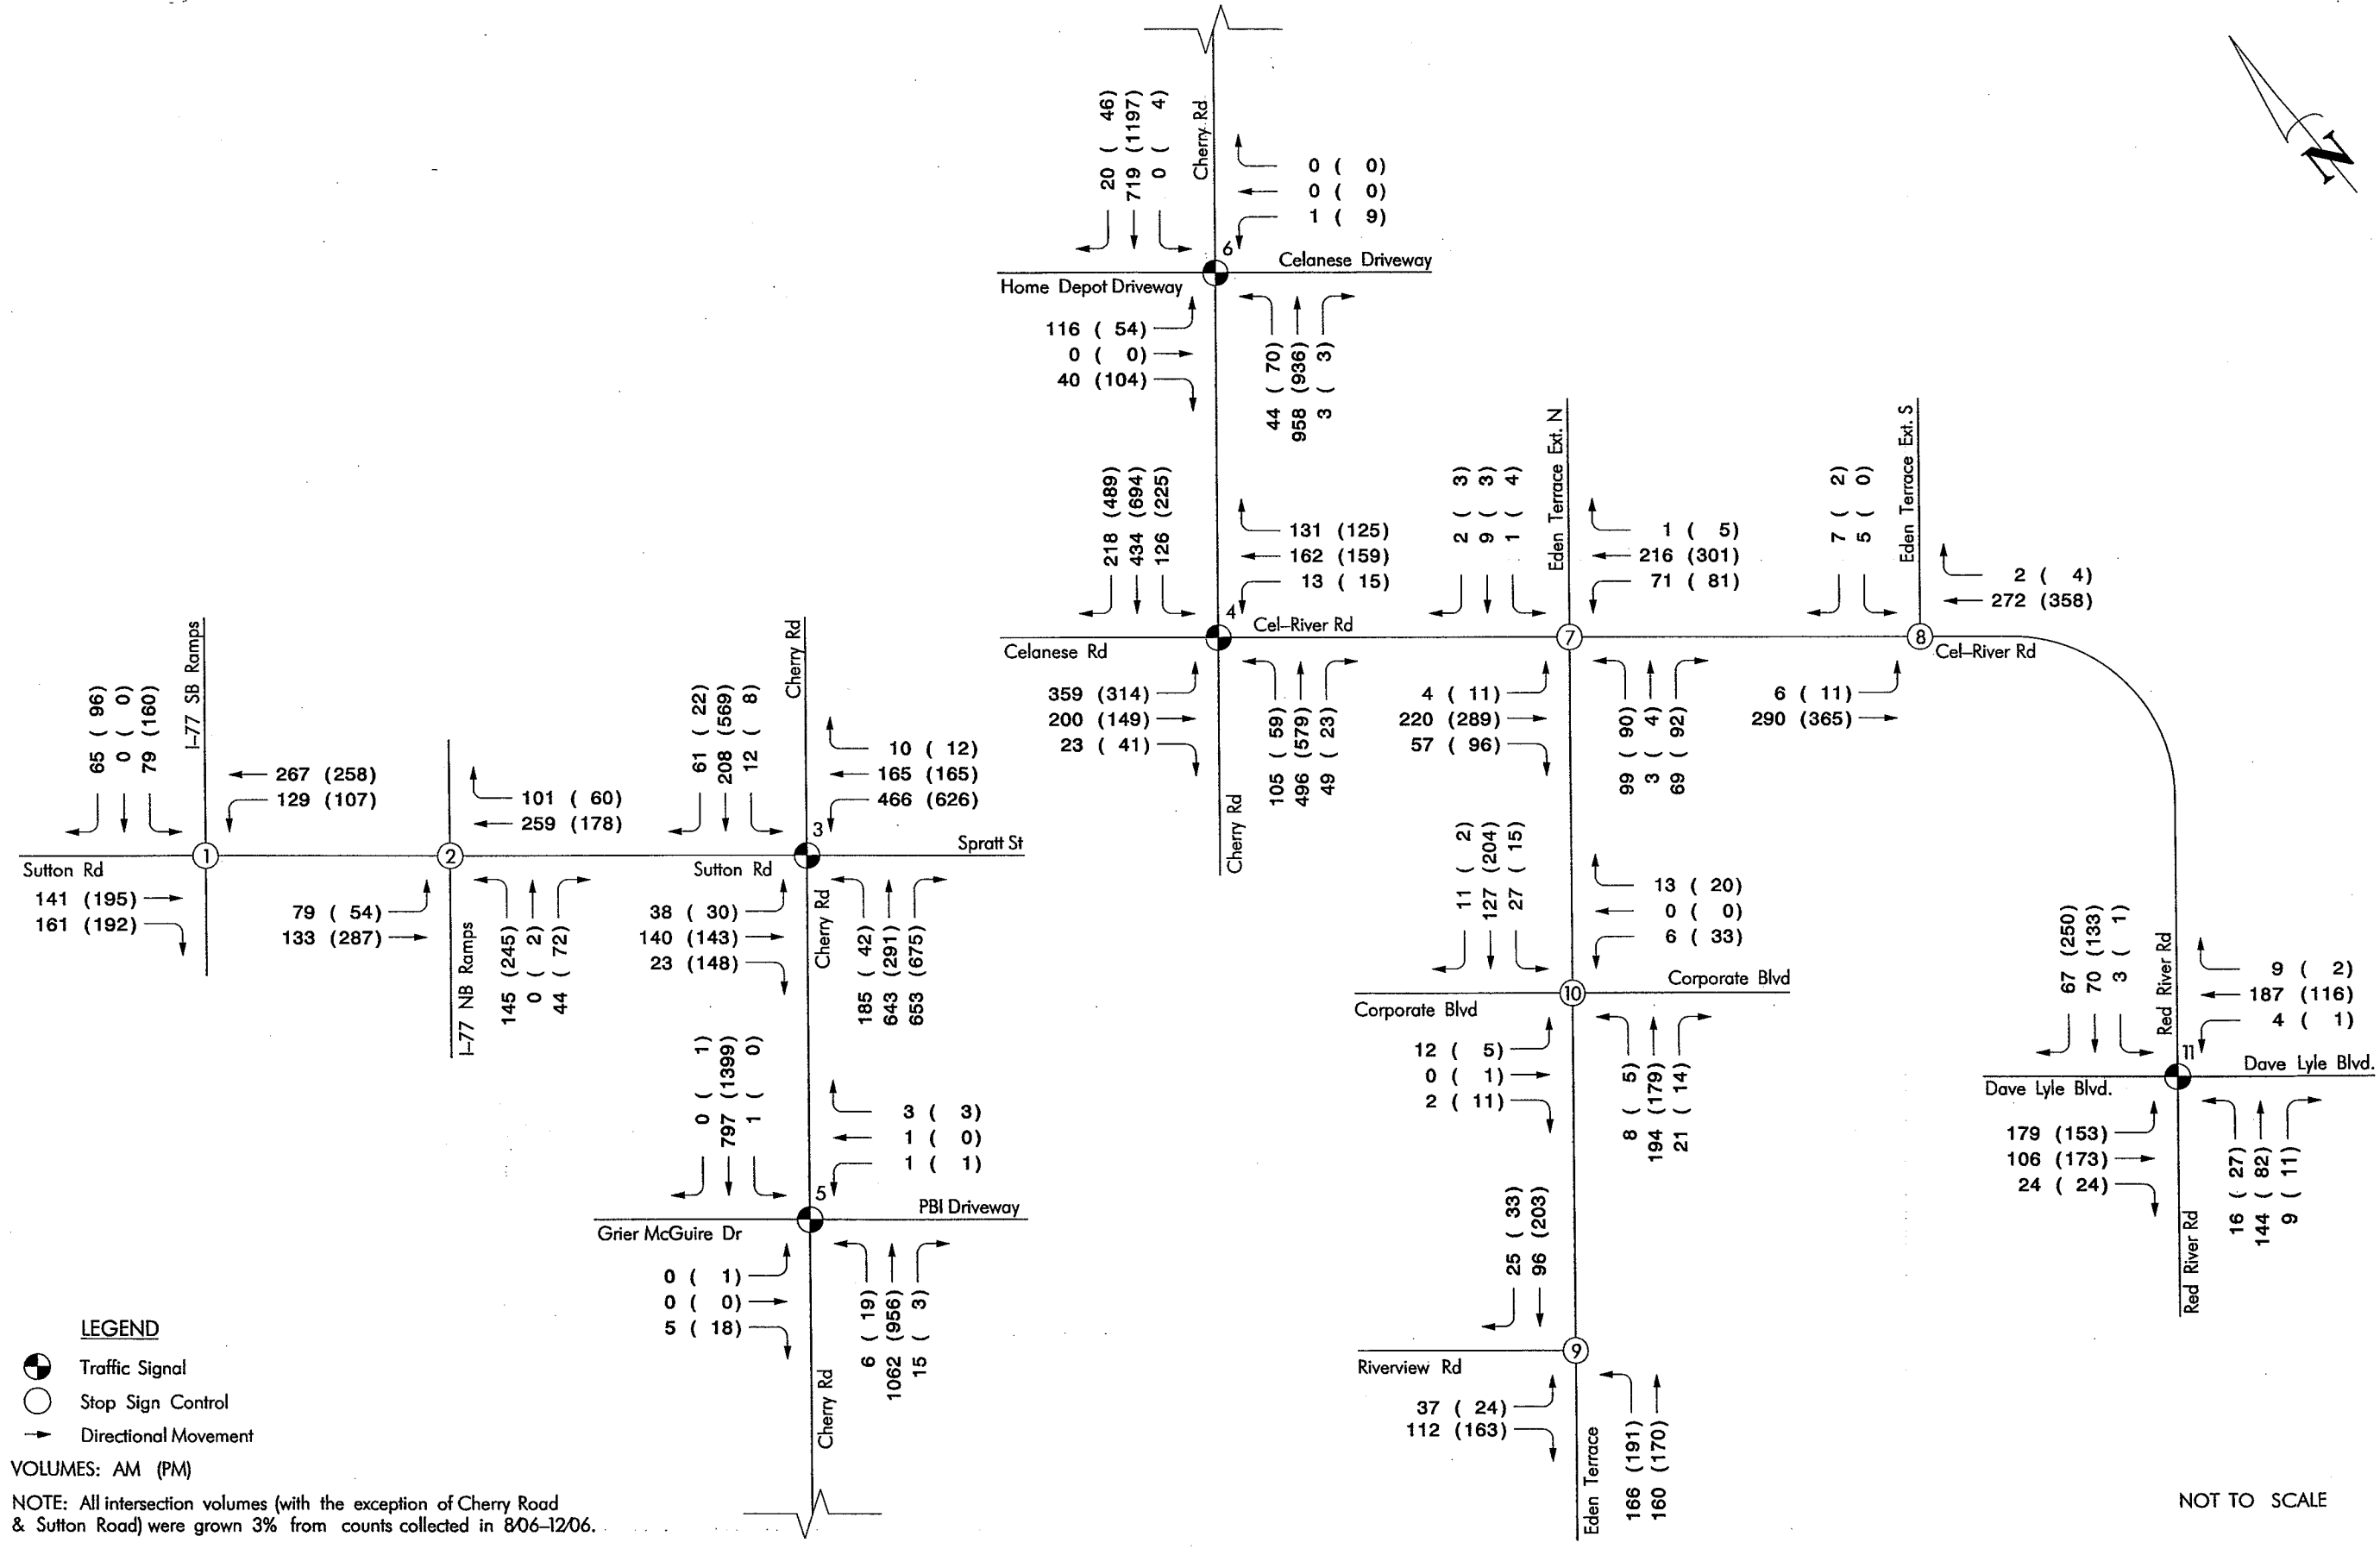 20 ( 46)
719 (1197)
0 ( 4)
Cherry Rd
0 ( 0)
0 ( 0)
1 ( 9)
6
Celanese Driveway
Home Depot Driveway
116 ( 54)
0 ( 0)
40 (104)
44 ( 70)
958 (936)
3 ( 3)
N
218 (489)
434 (694)
126 (225)
131 (125)
162 (159)
13 ( 15)
4
Cel-River Rd
Celanese Rd
359 (314)
200 (149)
23 ( 41)
105 ( 59)
496 (579)
49 ( 23)
Cherry Rd
2 ( 3)
9 ( 3)
1 ( 4)
Eden Terrace Ext. N
1 ( 5)
216 (301)
71 ( 81)
7
4 ( 11)
220 (289)
57 ( 96)
99 ( 90)
3 ( 4)
69 ( 92)
7 ( 2)
5 ( 0)
Eden Terrace Ext. S
2 ( 4)
272 (358)
8
Cel-River Rd
6 ( 11)
290 (365)
65 ( 96)
0 ( 0)
79 (160)
I-77 SB Ramps
267 (258)
129 (107)
1
Sutton Rd
141 (195)
161 (192)
101 ( 60)
259 (178)
2
79 ( 54)
133 (287)
I-77 NB Ramps
145 (245)
0 ( 2)
44 ( 72)
61 ( 22)
208 (569)
12 ( 8)
Cherry Rd
10 ( 12)
165 (165)
466 (626)
3
Spratt St
Sutton Rd
38 ( 30)
140 (143)
23 (148)
Cherry Rd
185 ( 42)
643 (291)
653 (675)
0 ( 1)
797 (1399)
1 ( 0)
3 ( 3)
1 ( 0)
1 ( 1)
5
PBI Driveway
Grier McGuire Dr
0 ( 1)
0 ( 0)
5 ( 18)
6 ( 19)
1062 (956)
15 ( 3)
Cherry Rd
11 ( 2)
127 (204)
27 ( 15)
13 ( 20)
0 ( 0)
6 ( 33)
Corporate Blvd
10
Corporate Blvd
12 ( 5)
0 ( 1)
2 ( 11)
8 ( 5)
194 (179)
21 ( 14)
25 ( 33)
96 (203)
9
Riverview Rd
37 ( 24)
112 (163)
Eden Terrace
166 (191)
160 (170)
67 (250)
70 (133)
3 ( 1)
Red River Rd
9 ( 2)
187 (116)
4 ( 1)
11
Dave Lyle Blvd.
Dave Lyle Blvd.
179 (153)
106 (173)
24 ( 24)
16 ( 27)
144 ( 82)
9 ( 11)
Red River Rd
LEGEND
Traffic Signal
Stop Sign Control
Directional Movement
VOLUMES: AM (PM)
NOTE: All intersection volumes (with the exception of Cherry Road
& Sutton Road) were grown 3% from counts collected in 8/06-12/06.
NOT TO SCALE